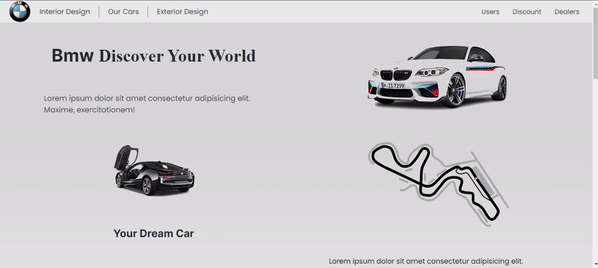 Interior Design
Our Cars
Exterior Design
Users
Discount
Dealers
Bmw Discover Your World
Lorem ipsum dolor sit amet consectetur adipisicing elit.
Maxime, exercitationem!
Your Dream Car
Lorem ipsum dolor sit amet consectetur adipisicing elit.